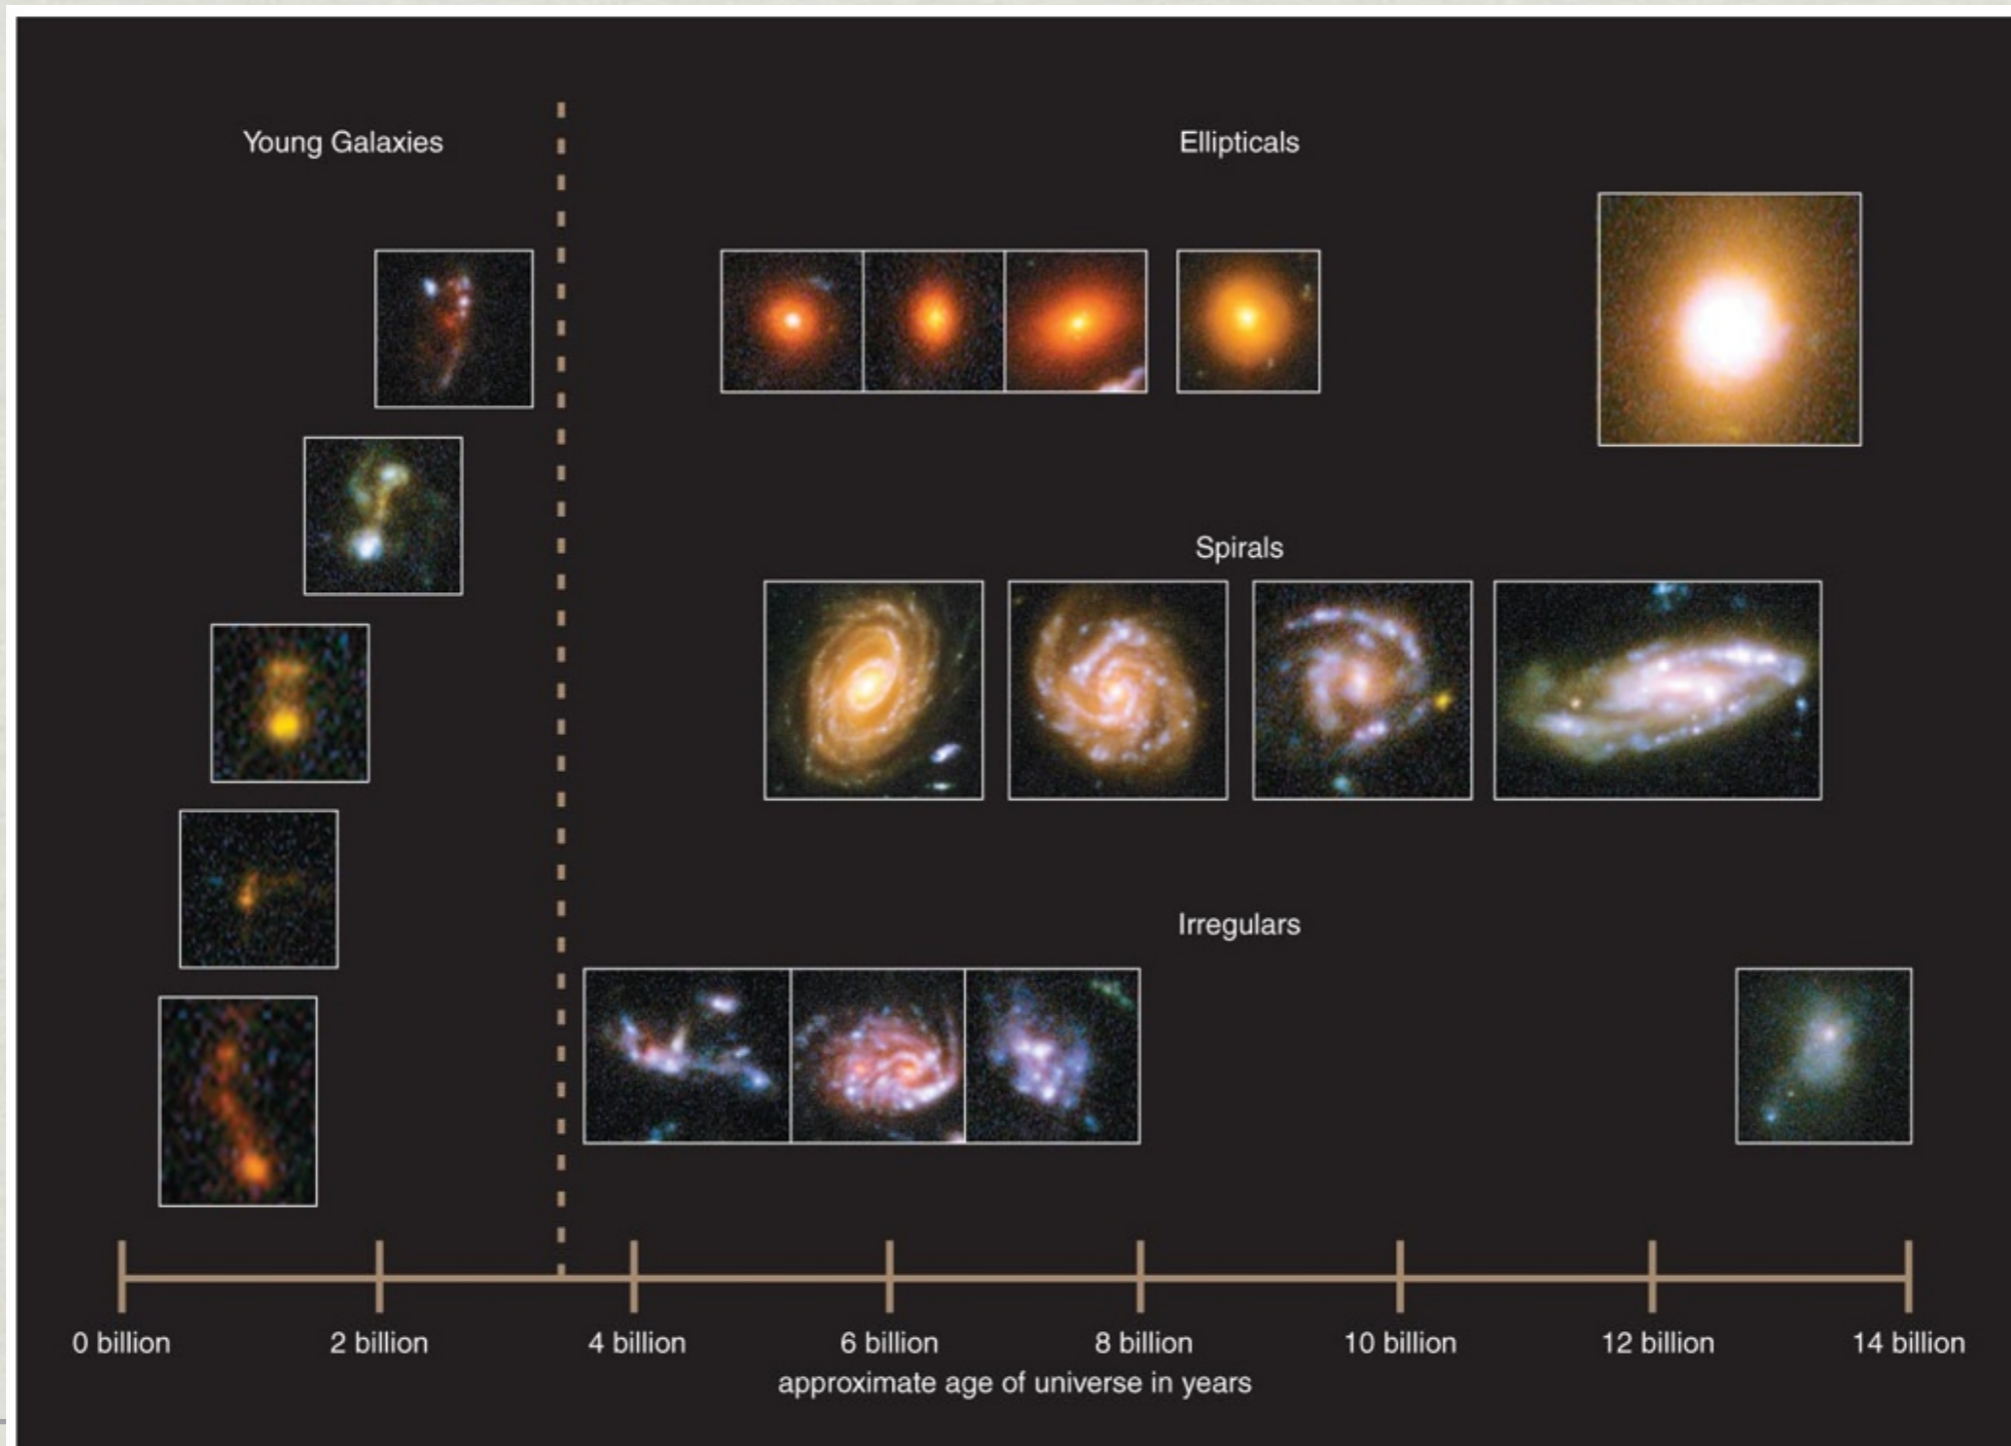 Young Galaxies
Ellipticals
Spirals
Irregulars
0 billion
2 billion
4 billion
6 billion
8 billion
10 billion
12 billion
14 billion
approximate age of universe in years